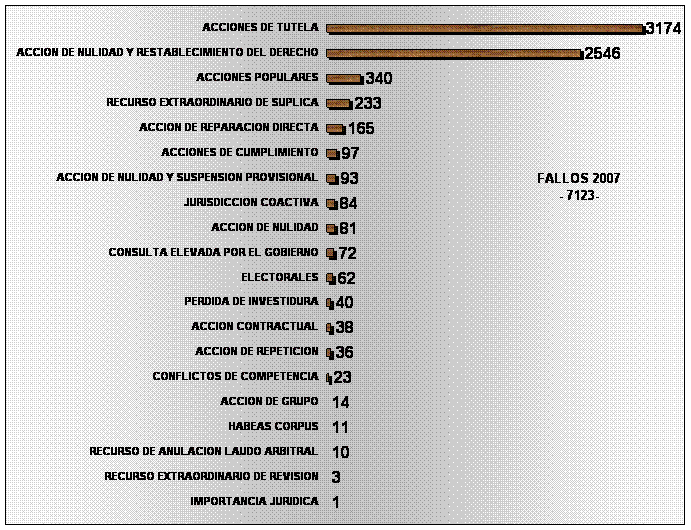 ACCIONES DE TUTELA 3174
ACCION DE NULIDAD Y RESTABLECIMIENTO DEL DERECHO 2546
ACCIONES POPULARES 340
RECURSO EXTRAORDINARIO DE SUPLICA 233
ACCION DE REPARACION DIRECTA 165
ACCIONES DE CUMPLIMIENTO 97
ACCION DE NULIDAD Y SUSPENSION PROVISIONAL 93
JURISDICCION COACTIVA 84
ACCION DE NULIDAD 81
CONSULTA ELEVADA POR EL GOBIERNO 72
ELECTORALES 62
PERDIDA DE INVESTIDURA 40
ACCION CONTRACTUAL 38
ACCION DE REPETICION 36
CONFLICTOS DE COMPETENCIA 23
ACCION DE GRUPO 14
HABEAS CORPUS 11
RECURSO DE ANULACION LAUDO ARBITRAL 10
RECURSO EXTRAORDINARIO DE REVISION 3
IMPORTANCIA JURIDICA 1
FALLOS 2007
- 7123-